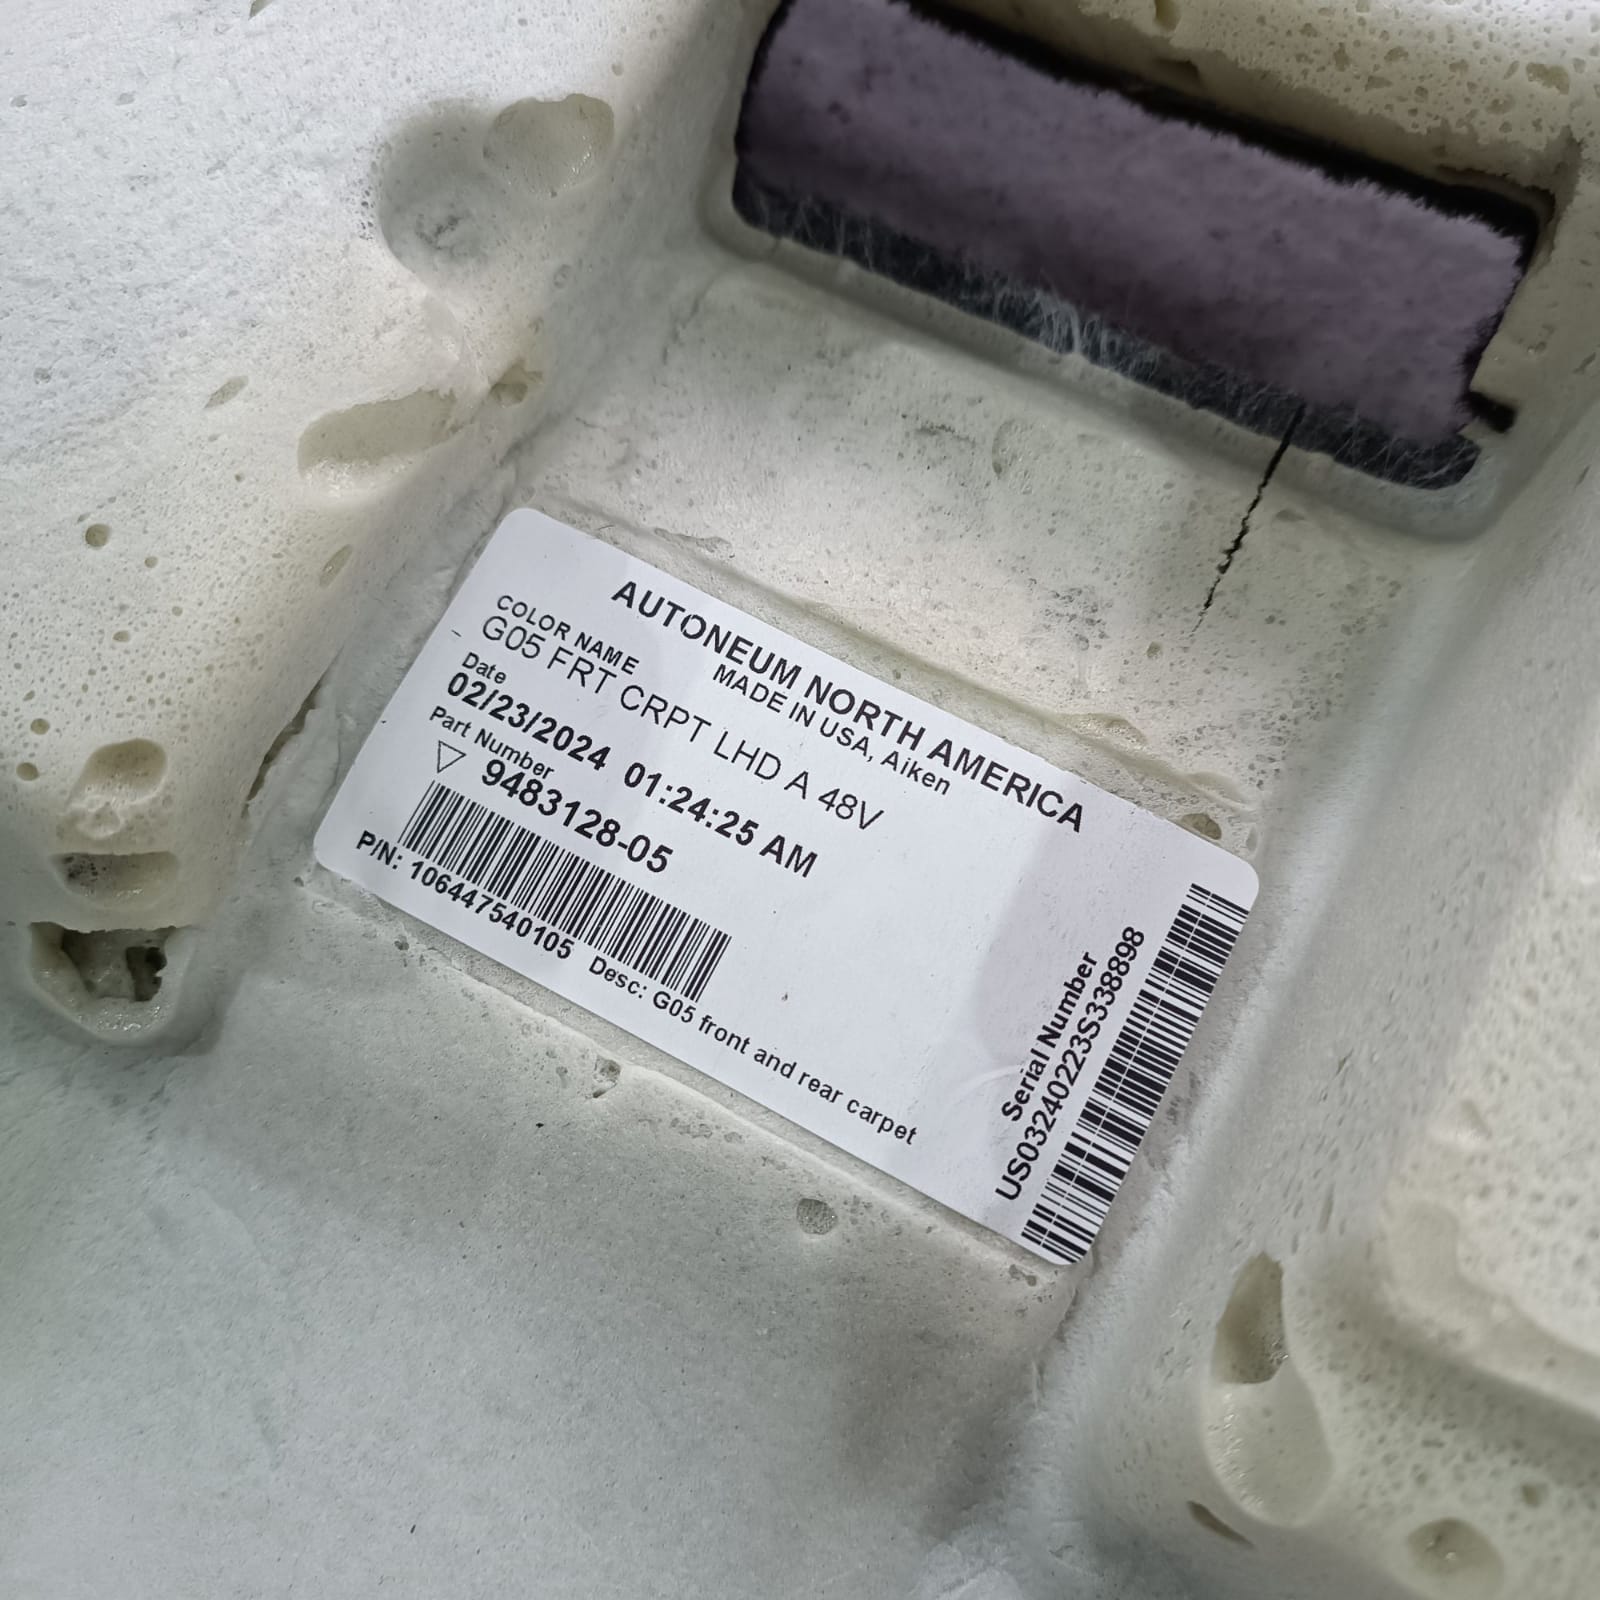 AUTONEUM NORTH AMERICA
MADE IN USA, Aiken
COLOR NAME
G05 FRT CRPT LHD A 48V
Date
02/23/2024 01:24:25 AM
Part Number
9483128-05
P/N: 106447540105 Desc: G05 front and rear carpet
Serial Number
US03240223S338898